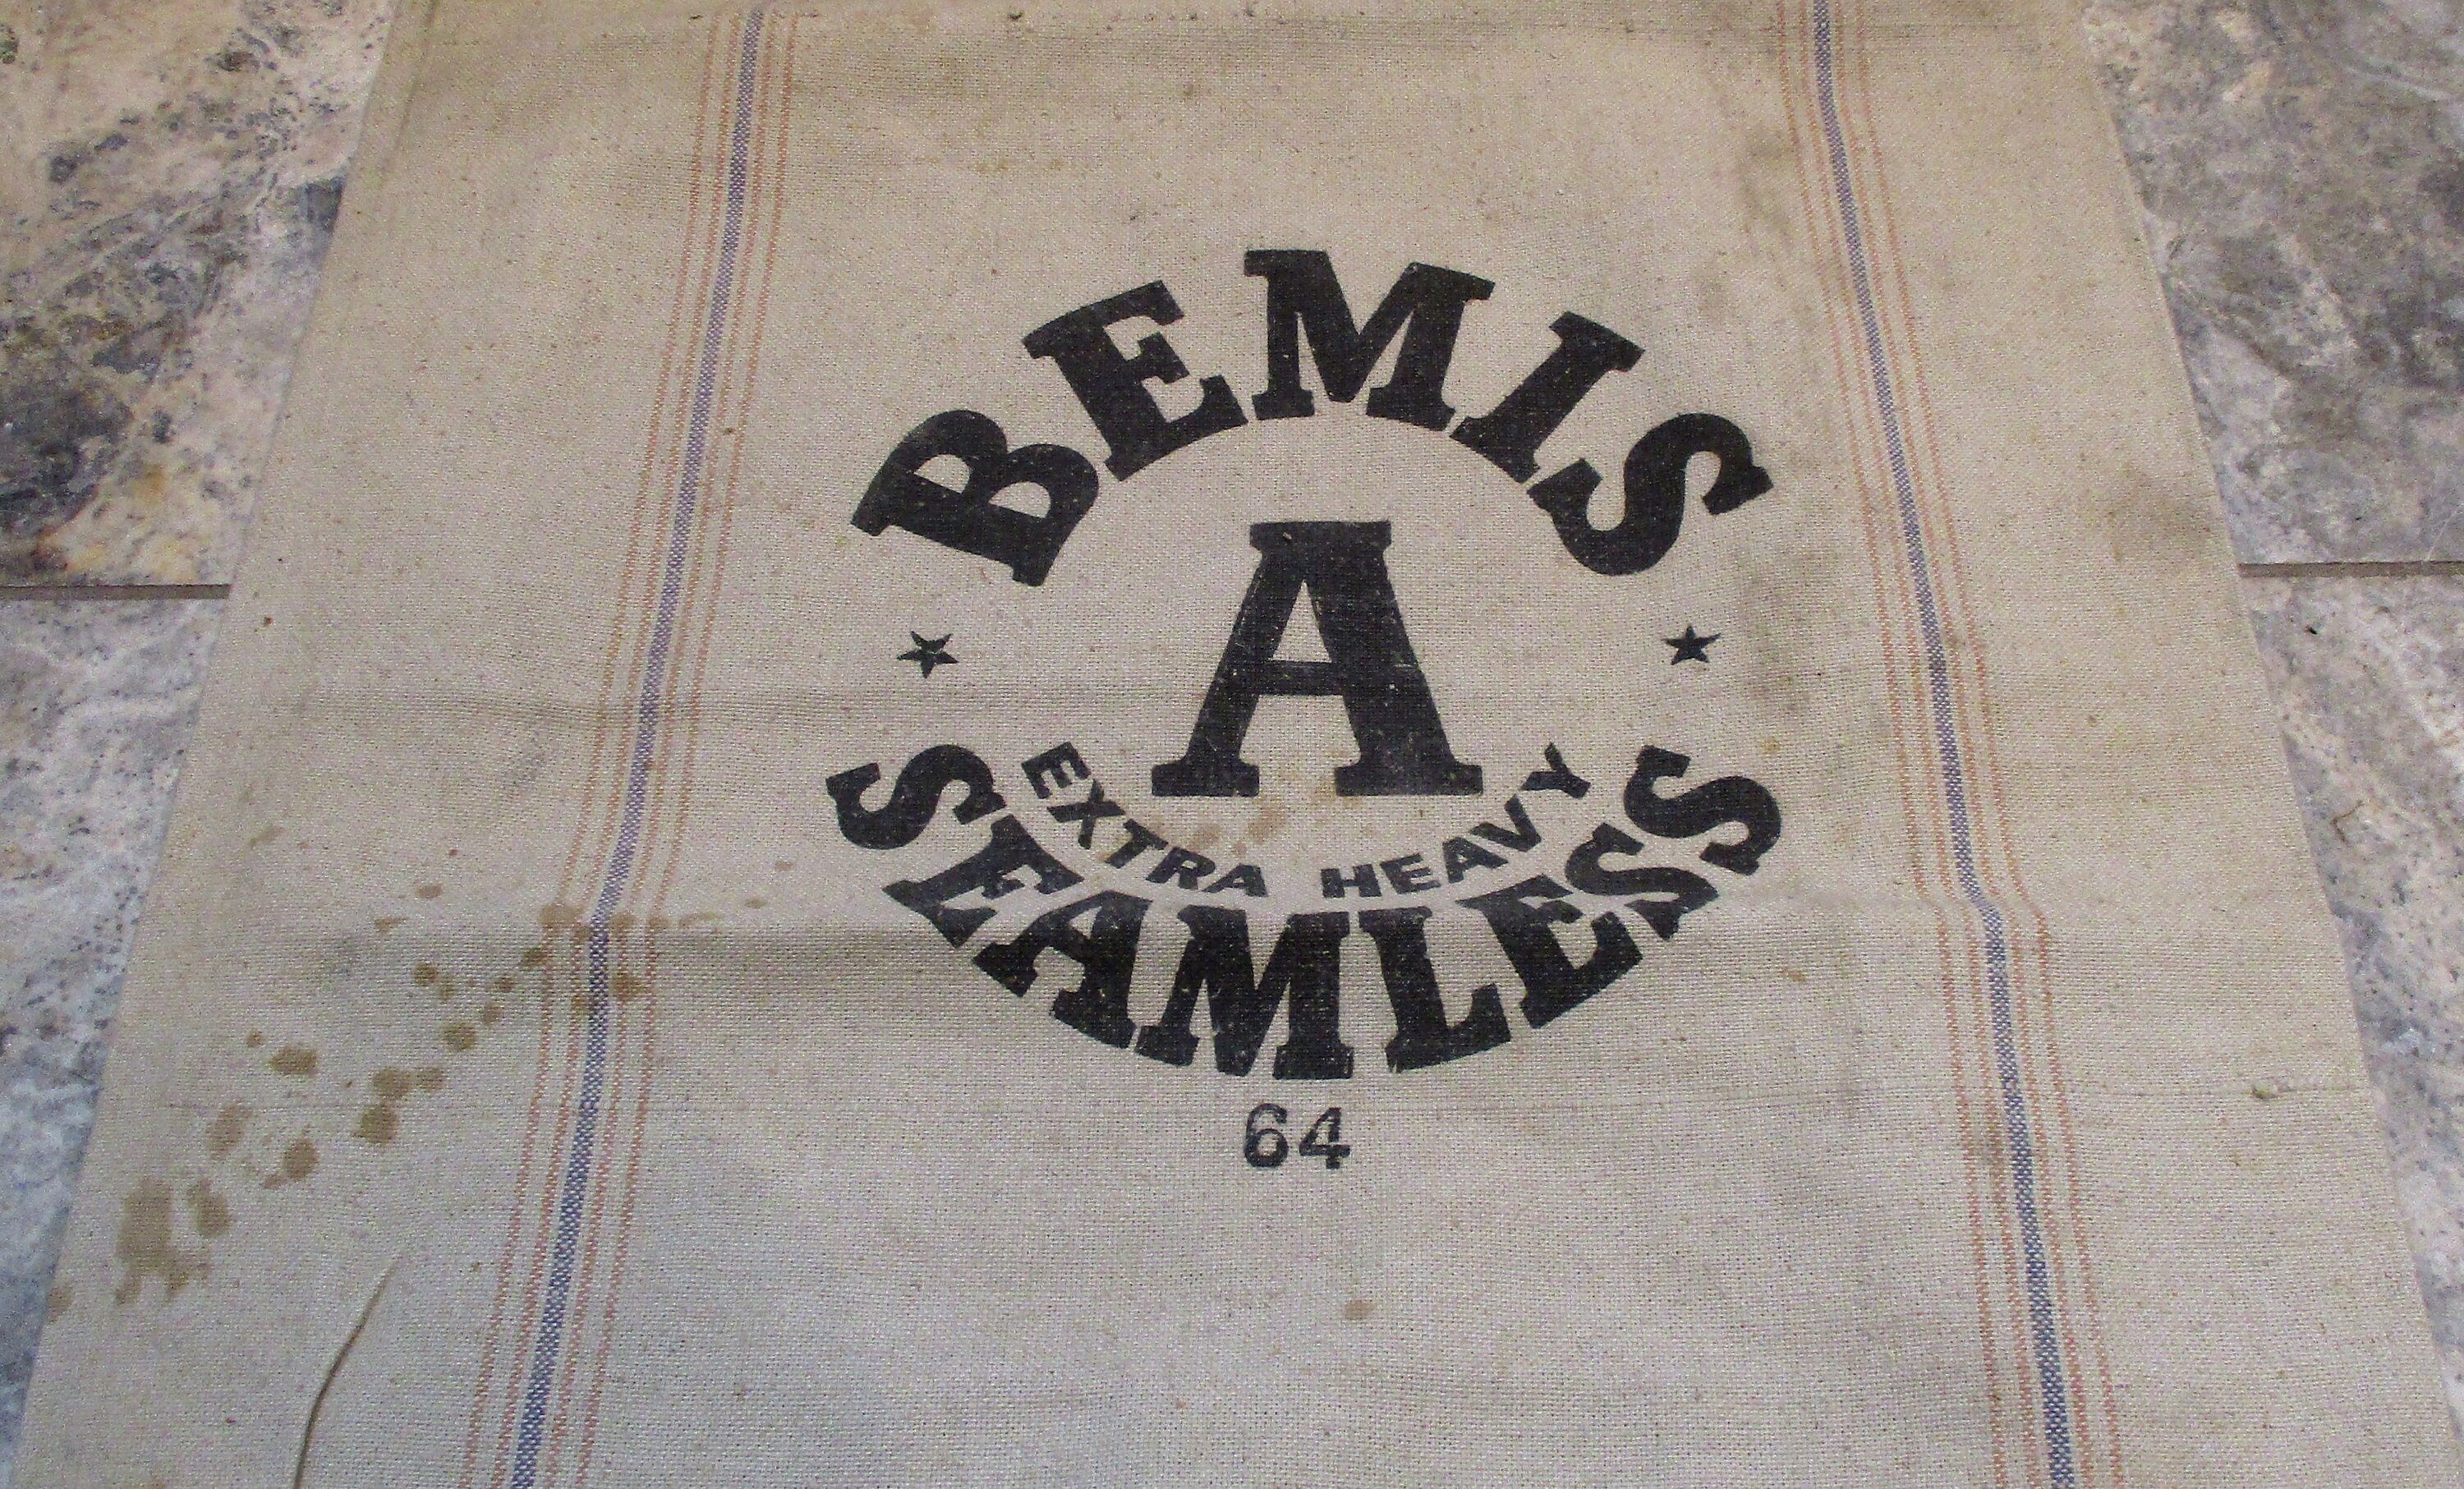 BEMIS
A
EXTRA HEAVY
SEAMLESS
64